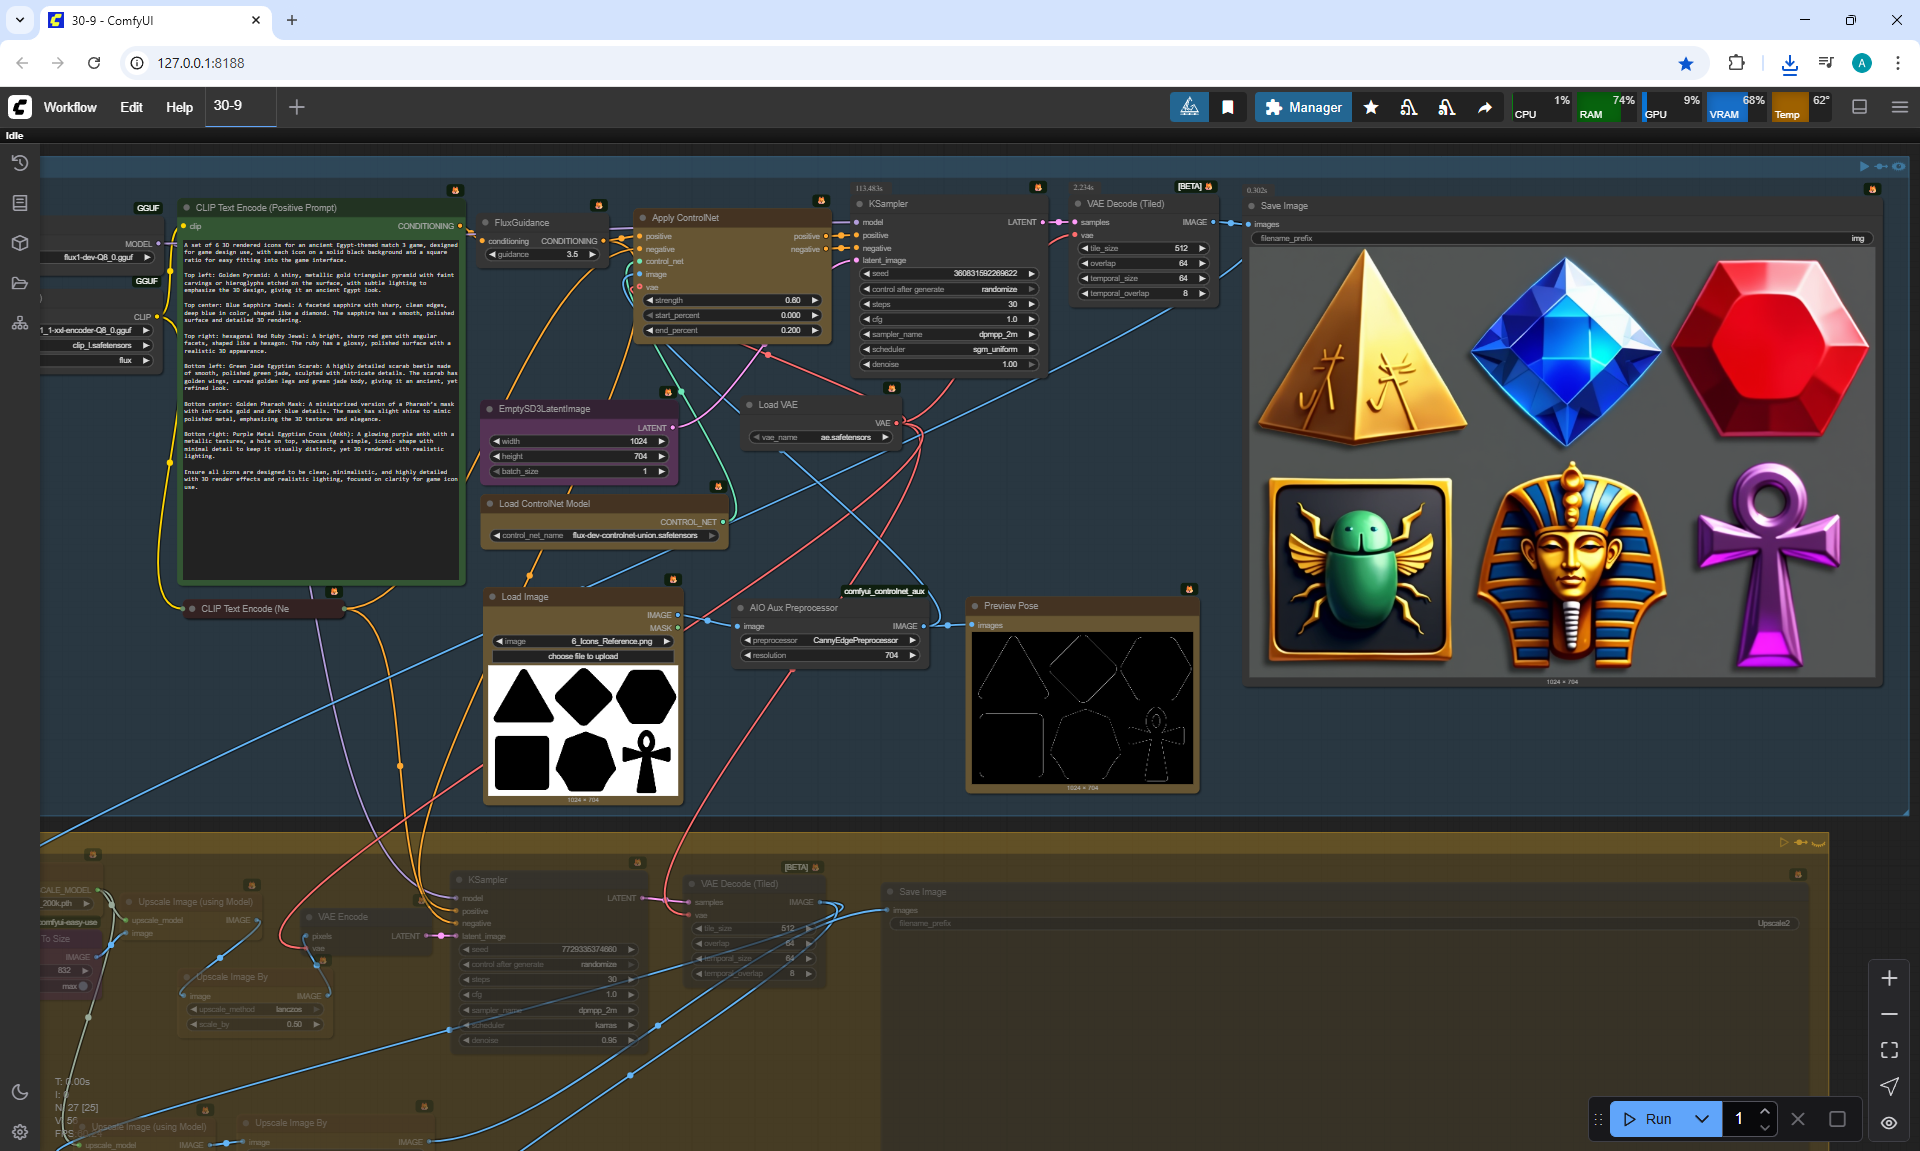 30-9 - ComfyUI
127.0.0.1:8188
Workflow
Edit
Help
30-9
Manager
1%
CPU
74%
RAM
9%
GPU
68%
VRAM
62°
Temp
Idle
GGUF
MODEL
flux1-dev-Q8_0.gguf
GGUF
CLIP
1_1-xxl-encoder-Q8_0.gguf
clip_l.safetensors
flux
CLIP Text Encode (Positive Prompt)
clip
CONDITIONING
A set of 6 3D rendered icons for an ancient Egypt-themed match 3 game, designed
for game design use, with each icon on a solid black background and a square
ratio for easy fitting into the game interface.
Top left: Golden Pyramid: A shiny, metallic gold triangular pyramid with faint
carvings or hieroglyphs etched on the surface, with subtle lighting to
emphasize the 3D design, giving it an ancient Egypt look.
Top center: Blue Sapphire Jewel: A faceted sapphire with sharp, clean edges,
deep blue in color, shaped like a diamond. The sapphire has a smooth, polished
surface and detailed 3D rendering.
Top right: hexagonal Red Ruby Jewel: A bright, sharp red gem with angular
facets, shaped like a hexagon. The ruby has a glossy, polished surface with a
realistic 3D appearance.
Bottom left: Green Jade Egyptian Scarab: A highly detailed scarab beetle made
of smooth, polished green jade, sculpted with intricate details. The scarab has
golden wings, carved golden legs and green jade body, giving it an ancient, yet
refined look.
Bottom center: Golden Pharaoh Mask: A miniaturized version of a Pharaoh's mask
with intricate gold and dark blue details. The mask has slight shine to mimic
polished metal, emphasizing the 3D textures and elegance.
Bottom right: Purple Metal Egyptian Cross (Ankh): A glowing purple ankh with a
metallic textures, a hole on top, showcasing a simple, iconic shape with
minimal detail to keep it visually distinct, yet 3D rendered with realistic
lighting.
Ensure all icons are designed to be clean, minimalistic, and highly detailed
with 3D render effects and realistic lighting, focused on clarity for game icon
use.
CLIP Text Encode (Ne
FluxGuidance
conditioning
CONDITIONING
guidance
3.5
Apply ControlNet
positive
positive
negative
negative
control_net
image
vae
strength
0.60
start_percent
0.000
end_percent
0.200
113.483s
KSampler
model
LATENT
positive
negative
latent_image
seed
360831592269622
control after generate
randomize
steps
30
cfg
1.0
sampler_name
dpmpp_2m
scheduler
sgm_uniform
denoise
1.00
2.234s
[BETA]
VAE Decode (Tiled)
samples
IMAGE
vae
tile_size
512
overlap
64
temporal_size
64
temporal_overlap
8
0.302s
Save Image
images
filename_prefix
img
1024 × 704
EmptySD3LatentImage
LATENT
width
1024
height
704
batch_size
1
Load VAE
VAE
vae_name
ae.safetensors
Load ControlNet Model
CONTROL_NET
control_net_name
flux-dev-controlnet-union.safetensors
Load Image
IMAGE
MASK
image
6_Icons_Reference.png
choose file to upload
1024 × 704
comfyui_controlnet_aux
AIO Aux Preprocessor
image
IMAGE
preprocessor
CannyEdgePreprocessor
resolution
704
Preview Pose
images
1024 × 704
CALE_MODEL
200k.pth
comfyui-easy-use
To Size
IMAGE
832
max
Upscale Image (using Model)
upscale_model
IMAGE
image
Upscale Image By
image
IMAGE
upscale_method
lanczos
scale_by
0.50
VAE Encode
pixels
LATENT
vae
KSampler
model
LATENT
positive
negative
latent_image
seed
7729335374660
control after generate
randomize
steps
30
cfg
1.0
sampler_name
dpmpp_2m
scheduler
karras
denoise
0.95
[BETA]
VAE Decode (Tiled)
samples
IMAGE
vae
tile_size
512
overlap
64
temporal_size
64
temporal_overlap
8
Save Image
images
filename_prefix
Upscale2
T: 0.00s
N: 27 [25]
Upscale Image (using Model)
upscale_model
IMAGE
Upscale Image By
image
IMAGE
Run
1